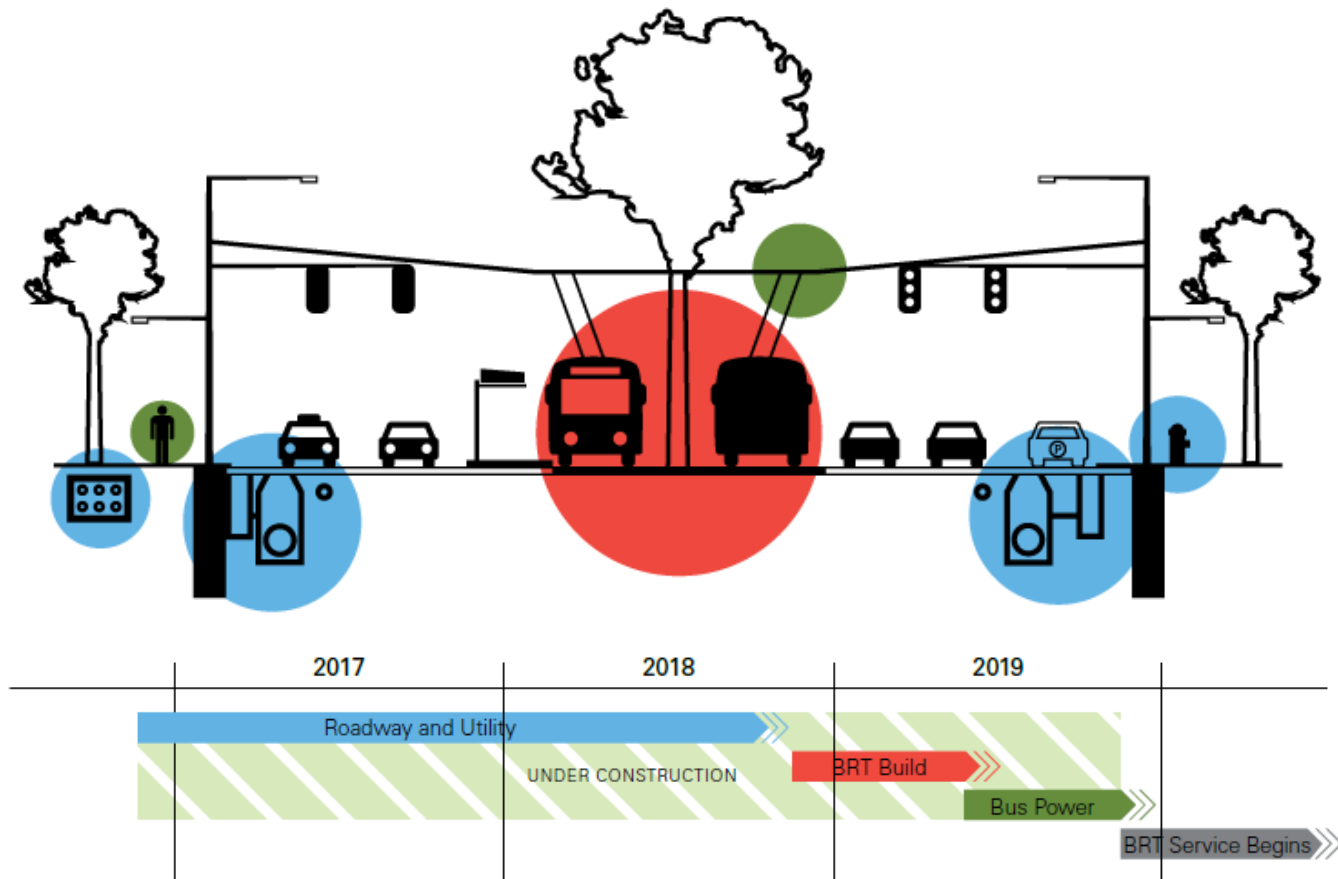 P
2017 2018 2019
Roadway and Utility
UNDER CONSTRUCTION
BRT Build
Bus Power
BRT Service Begins